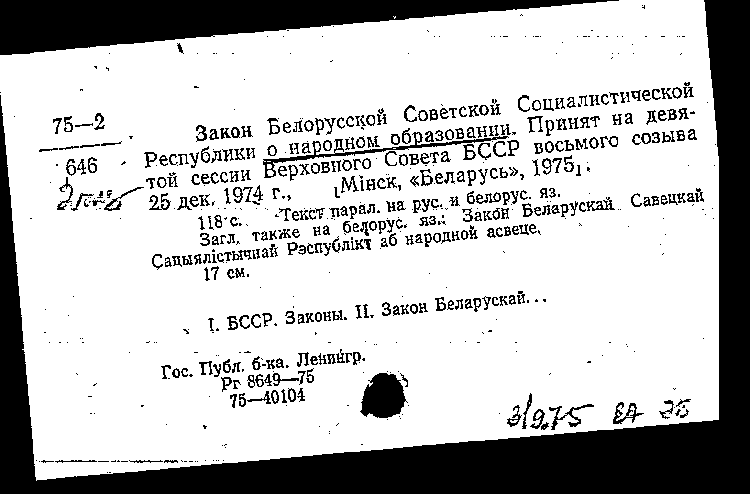 75—2
646
Закон Белорусской Советской Социалистической
Республики о народном образовании. Принят на девя-
той сессии Верховного Совета БССР восьмого созыва
25 дек. 1974 г., [Мінск, «Беларусь», 1975].
118 с. Текст парал. на рус. и белорус. яз.
Загл. также на белорус. яз.: Закон Беларускай Савецкай
Сацыялістычнай Рэспублікі аб народной асвеце.
17 см.
I. БССР. Законы. II. Закон Беларускай...
Гос. Публ. б-ка. Ленингр.
Рг 8649—75
75—40104
3/9.75